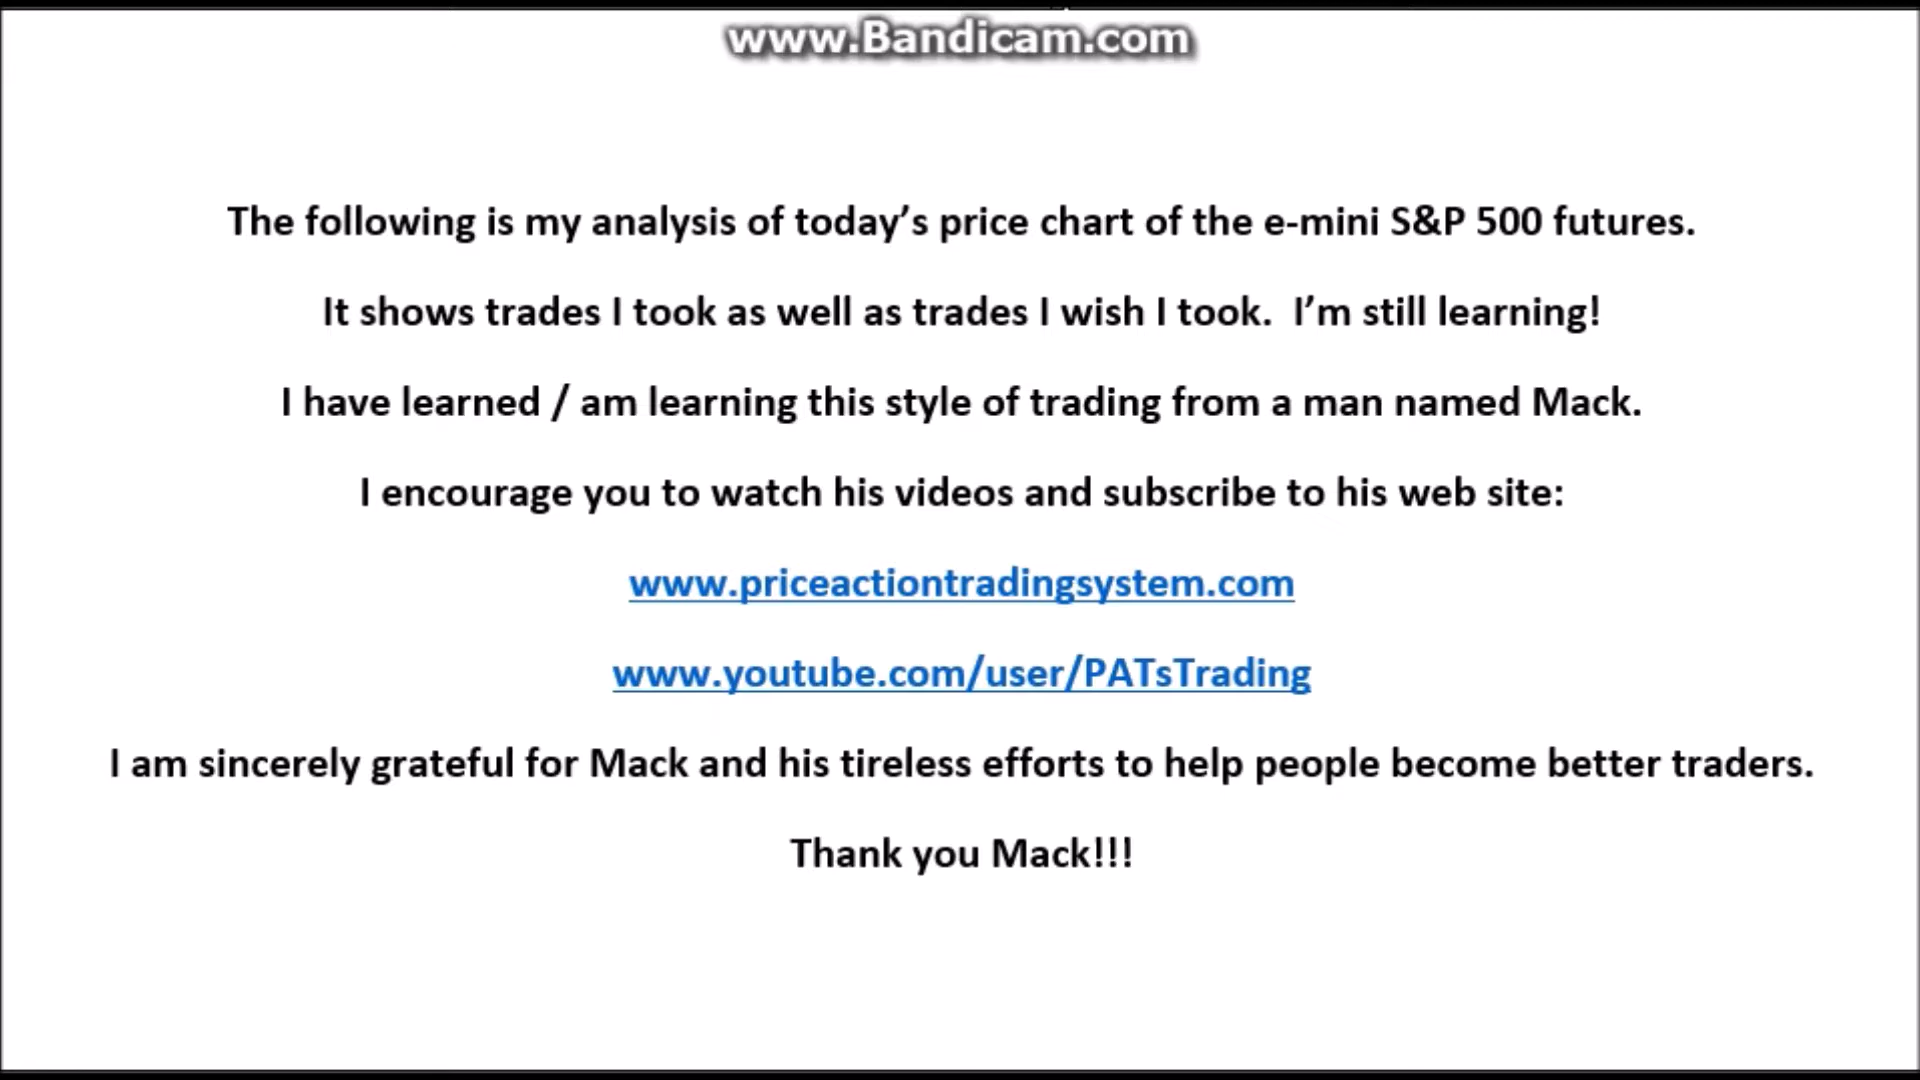 www.Bandicam.com
The following is my analysis of today’s price chart of the e-mini S&P 500 futures.
It shows trades I took as well as trades I wish I took.  I’m still learning!
I have learned / am learning this style of trading from a man named Mack.
I encourage you to watch his videos and subscribe to his web site:
www.priceactiontradingsystem.com
www.youtube.com/user/PATsTrading
I am sincerely grateful for Mack and his tireless efforts to help people become better traders.
Thank you Mack!!!